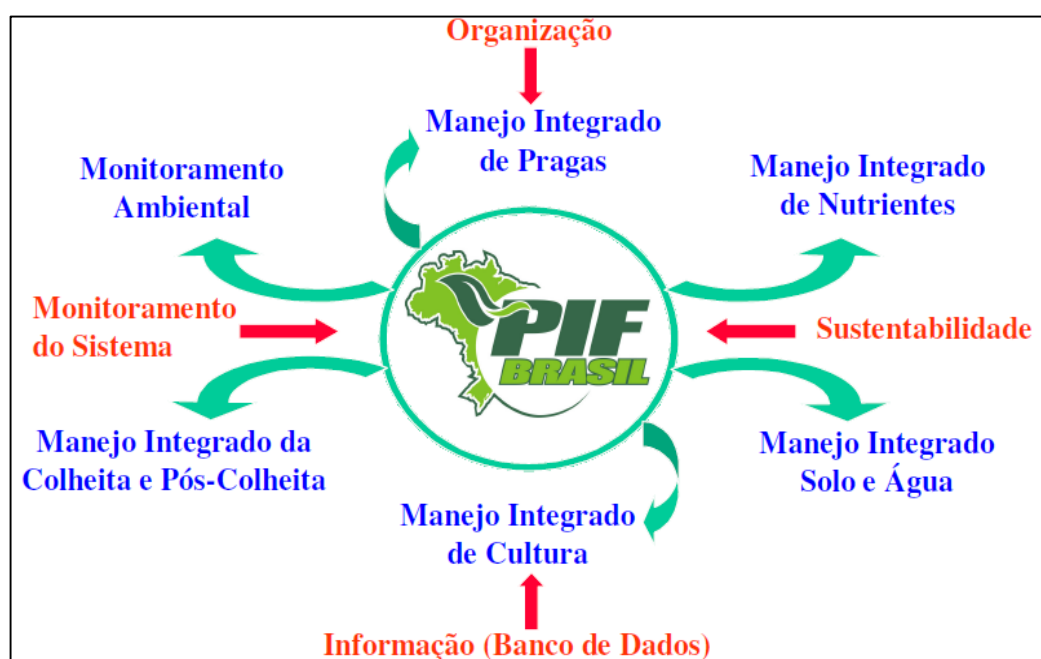 Organização
Manejo Integrado
de Pragas
Monitoramento
Ambiental
Manejo Integrado
de Nutrientes
PIF
BRASIL
Monitoramento
do Sistema
Sustentabilidade
Manejo Integrado da
Colheita e Pós-Colheita
Manejo Integrado
Solo e Água
Manejo Integrado
de Cultura
Informação (Banco de Dados)